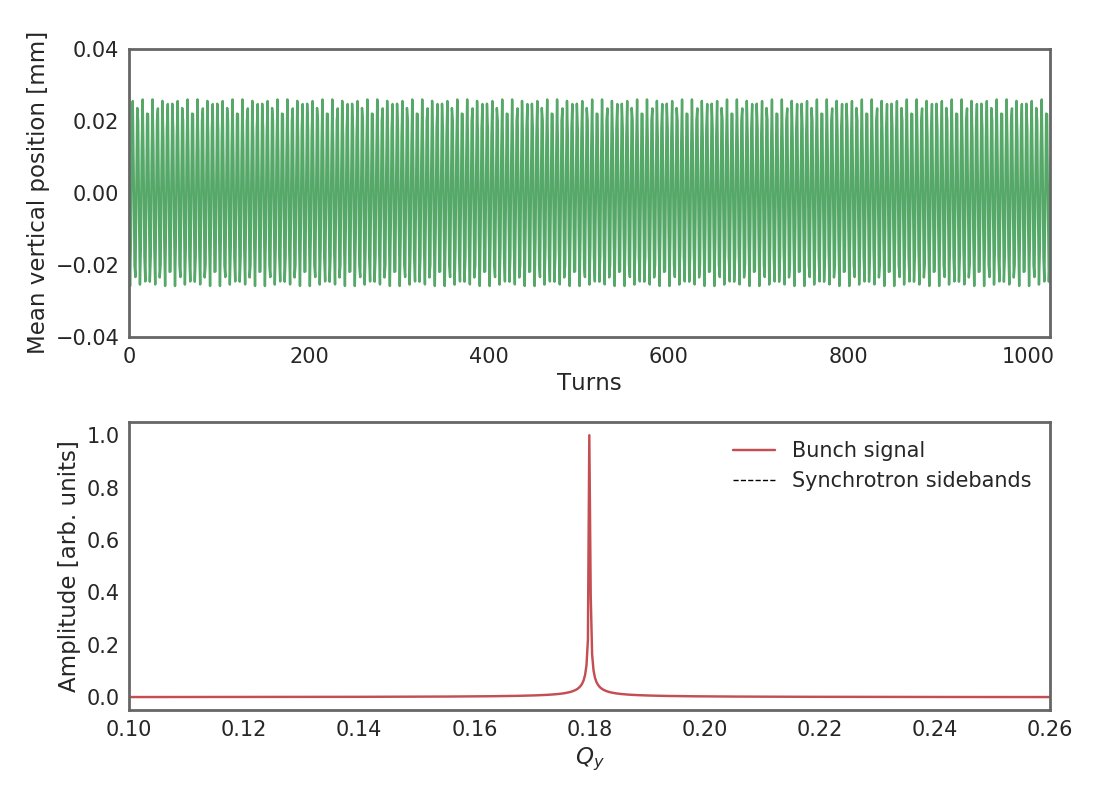 Mean vertical position [mm]
0.04
0.02
0.00
−0.02
−0.04
0 200 400 600 800 1000
Turns
Amplitude [arb. units]
1.0
0.8
0.6
0.4
0.2
0.0
Bunch signal
Synchrotron sidebands
0.10 0.12 0.14 0.16 0.18 0.20 0.22 0.24 0.26
Q_y